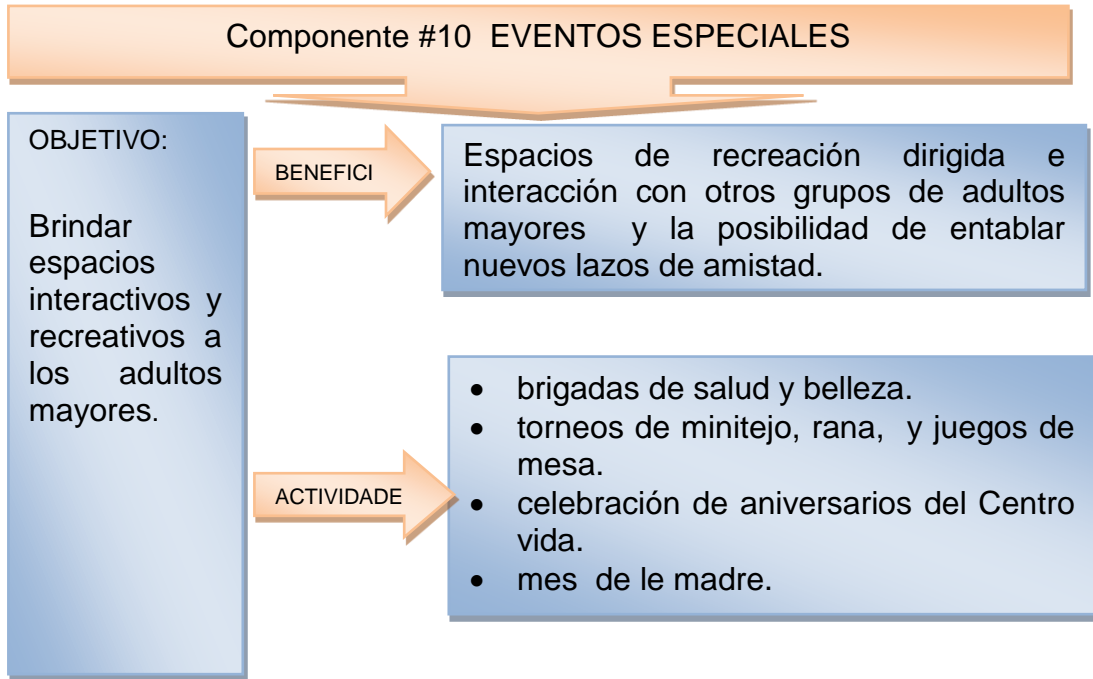 Componente #10 EVENTOS ESPECIALES
OBJETIVO:
Brindar
espacios
interactivos y
recreativos a
los adultos
mayores.
BENEFICI
Espacios de recreación dirigida e
interacción con otros grupos de adultos
mayores y la posibilidad de entablar
nuevos lazos de amistad.
ACTIVIDADE
• brigadas de salud y belleza.
• torneos de minitejo, rana, y juegos de
mesa.
• celebración de aniversarios del Centro
vida.
• mes de le madre.